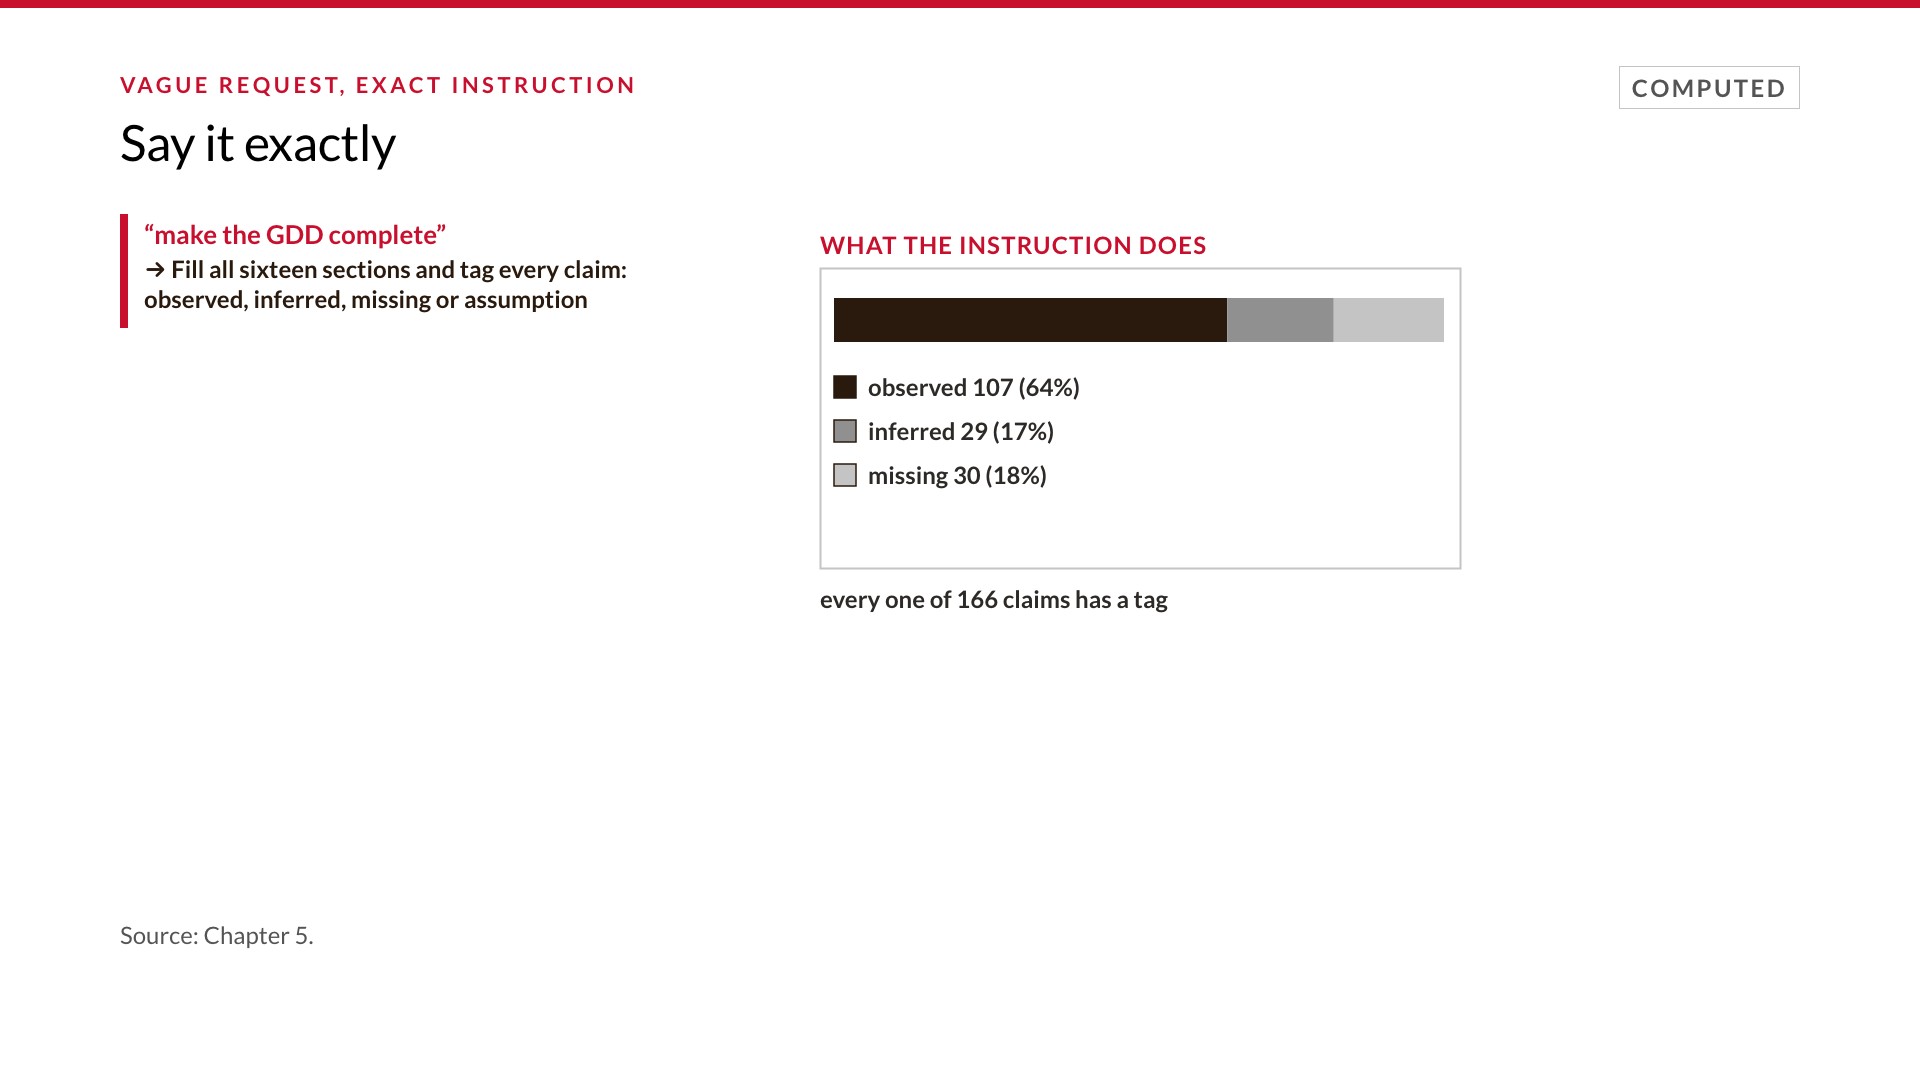 VAGUE REQUEST, EXACT INSTRUCTION
COMPUTED
Say it exactly
“make the GDD complete”
→ Fill all sixteen sections and tag every claim:
observed, inferred, missing or assumption
WHAT THE INSTRUCTION DOES
observed 107 (64%)
inferred 29 (17%)
missing 30 (18%)
every one of 166 claims has a tag
Source: Chapter 5.